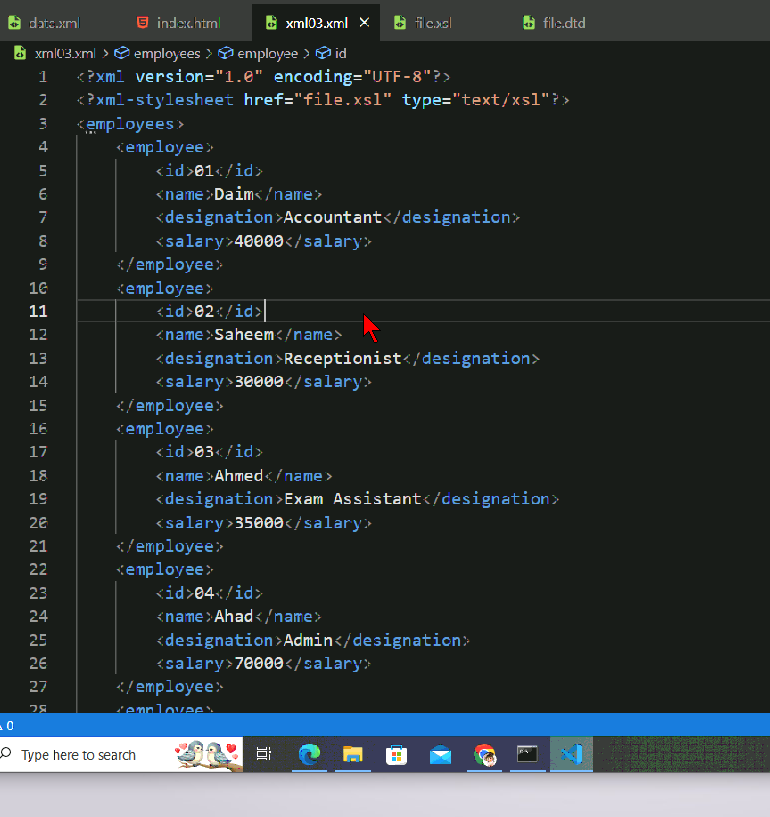 data.xml index.html xml03.xml file.xsl file.dtd
xml03.xml > employees > employee > id
1 <?xml version="1.0" encoding="UTF-8"?>
2 <?xml-stylesheet href="file.xsl" type="text/xsl"?>
3 <employees>
4 <employee>
5 <id>01</id>
6 <name>Daim</name>
7 <designation>Accountant</designation>
8 <salary>40000</salary>
9 </employee>
10 <employee>
11 <id>02</id>
12 <name>Saheem</name>
13 <designation>Receptionist</designation>
14 <salary>30000</salary>
15 </employee>
16 <employee>
17 <id>03</id>
18 <name>Ahmed</name>
19 <designation>Exam Assistant</designation>
20 <salary>35000</salary>
21 </employee>
22 <employee>
23 <id>04</id>
24 <name>Ahad</name>
25 <designation>Admin</designation>
26 <salary>70000</salary>
27 </employee>
28 <employee>
0
Type here to search